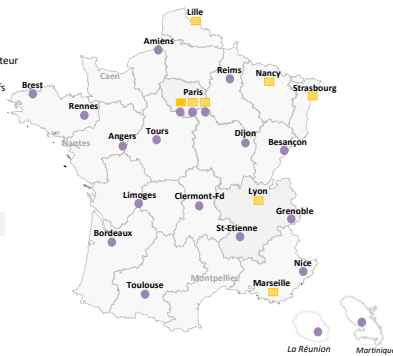 Lille
Amiens
teur
Caen
Reims
Nancy
Brest
fs
Paris
Strasbourg
Rennes
Nantes
Angers
Tours
Dijon
Besançon
Limoges
Clermont-Fd
Lyon
Grenoble
Bordeaux
St-Etienne
Nice
Montpellier
Marseille
Toulouse
La Réunion
Martinique